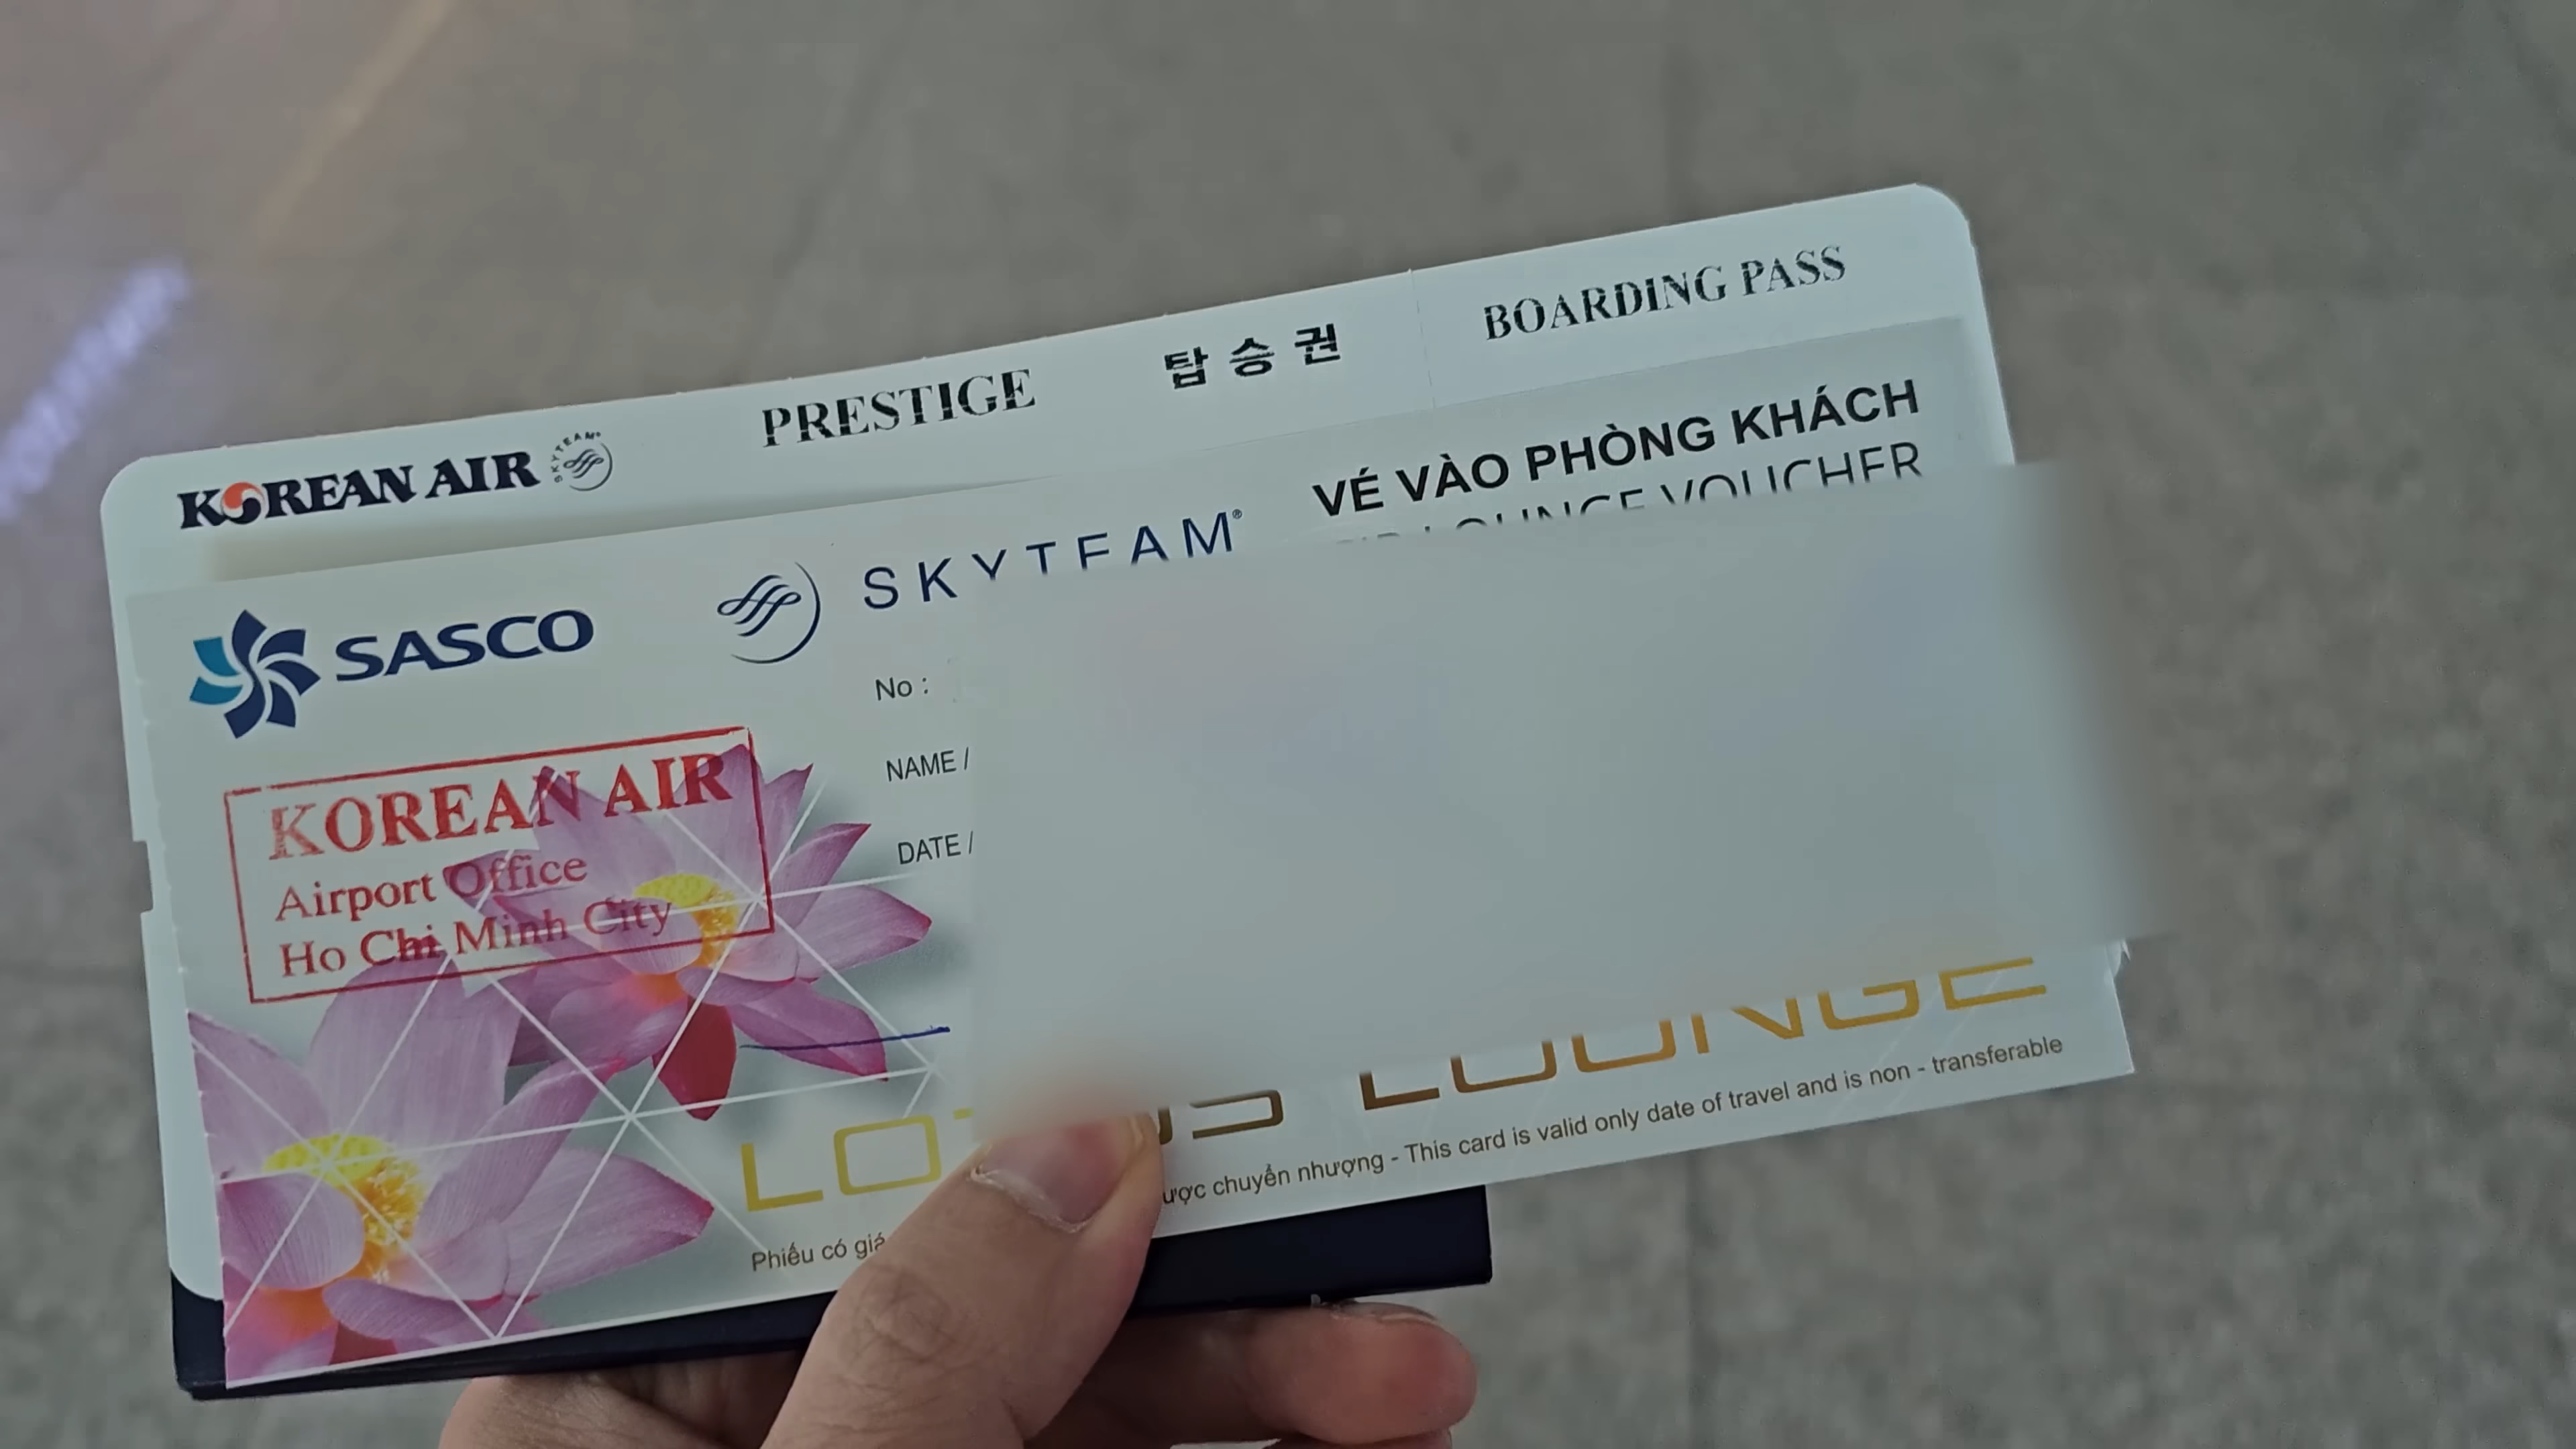 KOREAN AIR SKYTEAM PRESTIGE 탑승권 BOARDING PASS
VÉ VÀO PHÒNG KHÁCH
LOUNGE VOUCHER
SASCO SKYTEAM®
No :
NAME /
DATE /
KOREAN AIR
Airport Office
Ho Chi Minh City
LOUNGE
Phiếu có giá ược chuyển nhượng - This card is valid only date of travel and is non - transferable